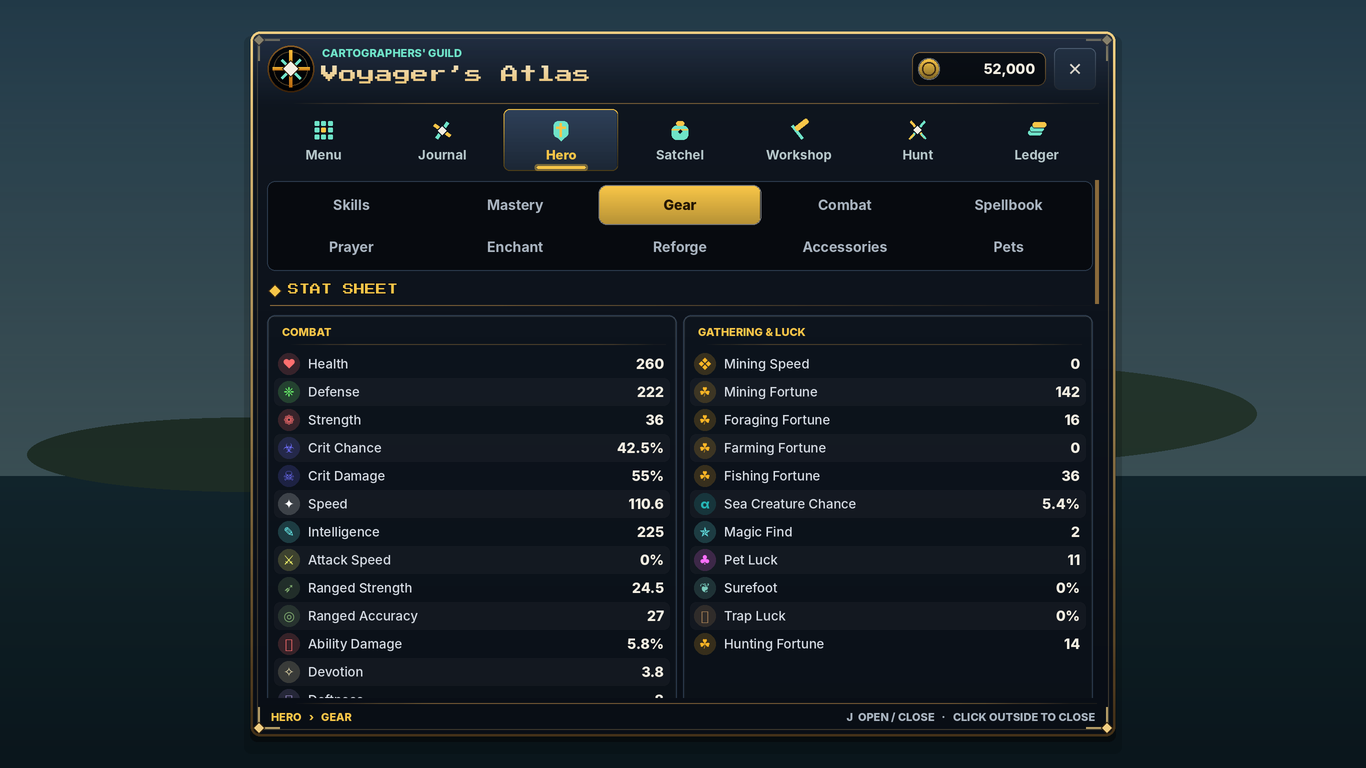 CARTOGRAPHERS' GUILD
Voyager's Atlas
52,000
Menu
Journal
Hero
Satchel
Workshop
Hunt
Ledger
Skills
Mastery
Gear
Combat
Spellbook
Prayer
Enchant
Reforge
Accessories
Pets
STAT SHEET
COMBAT
Health 260
Defense 222
Strength 36
Crit Chance 42.5%
Crit Damage 55%
Speed 110.6
Intelligence 225
Attack Speed 0%
Ranged Strength 24.5
Ranged Accuracy 27
Ability Damage 5.8%
Devotion 3.8
GATHERING & LUCK
Mining Speed 0
Mining Fortune 142
Foraging Fortune 16
Farming Fortune 0
Fishing Fortune 36
Sea Creature Chance 5.4%
Magic Find 2
Pet Luck 11
Surefoot 0%
Trap Luck 0%
Hunting Fortune 14
HERO › GEAR
J OPEN / CLOSE · CLICK OUTSIDE TO CLOSE